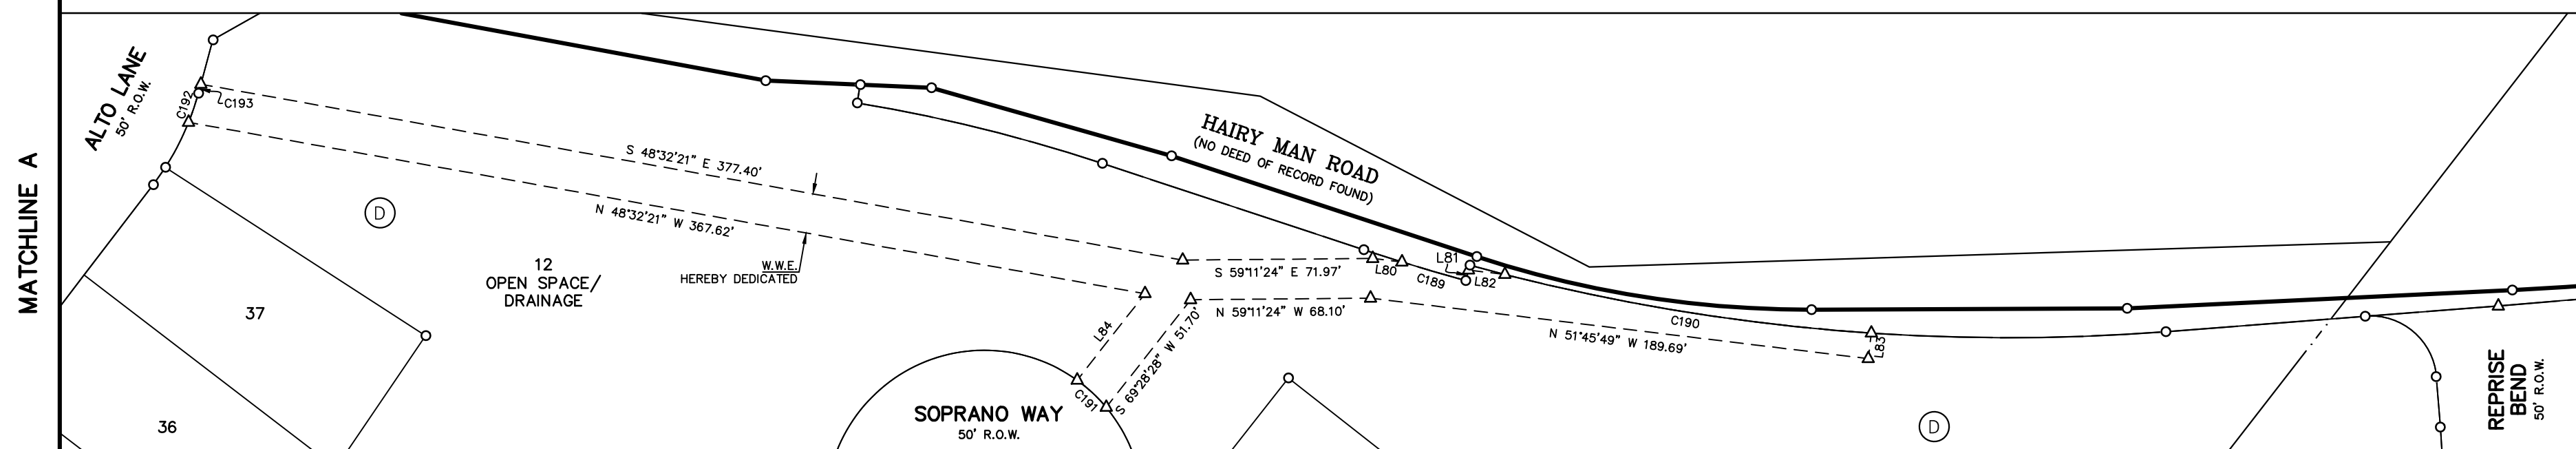 MATCHLINE A
ALTO LANE
50' R.O.W.
C192
C193
S 48°32'21" E 377.40'
N 48°32'21" W 367.62'
D
12
OPEN SPACE/
DRAINAGE
W.W.E.
HEREBY DEDICATED
37
36
HAIRY MAN ROAD
(NO DEED OF RECORD FOUND)
S 59°11'24" E 71.97'
L80
L81
C189
L82
N 59°11'24" W 68.10'
L84
S 69°28'28" W 51.70'
C191
SOPRANO WAY
50' R.O.W.
C190
N 51°45'49" W 189.69'
L83
D
REPRISE
BEND
50' R.O.W.